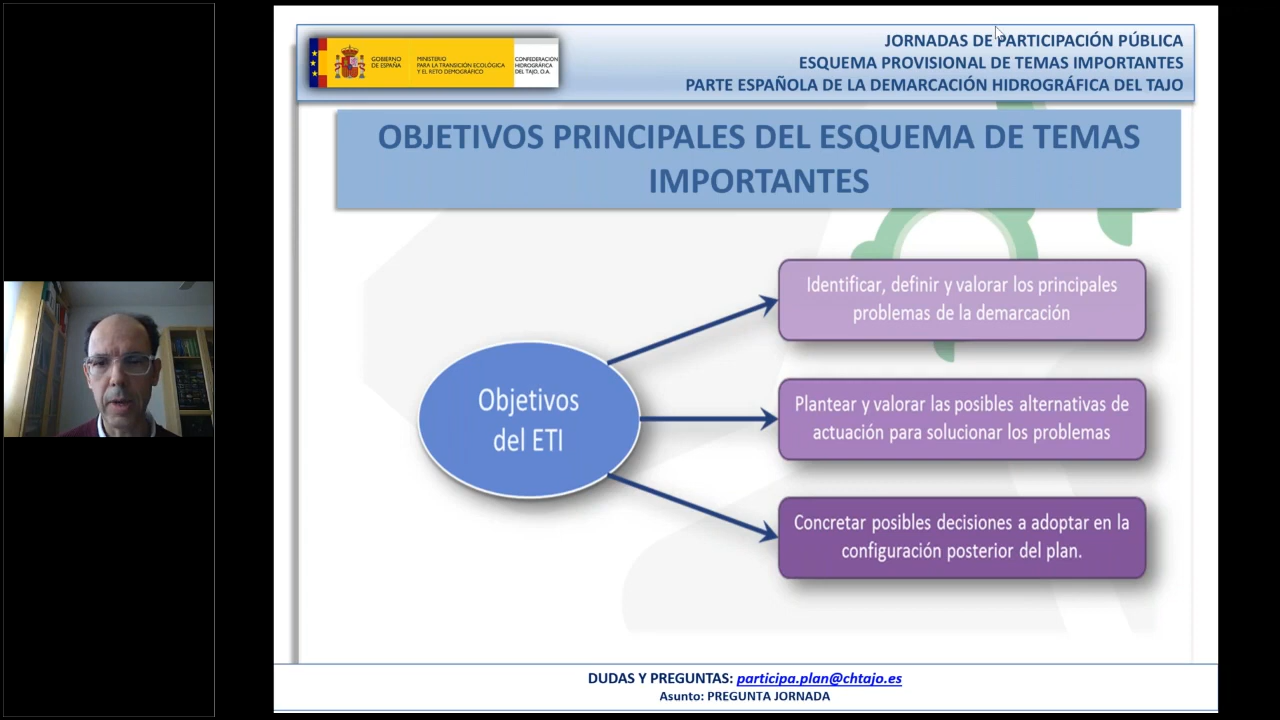 GOBIERNO
DE ESPAÑA
MINISTERIO
PARA LA TRANSICIÓN ECOLÓGICA
Y EL RETO DEMOGRÁFICO
CONFEDERACIÓN
HIDROGRÁFICA
DEL TAJO, O.A.
JORNADAS DE PARTICIPACIÓN PÚBLICA
ESQUEMA PROVISIONAL DE TEMAS IMPORTANTES
PARTE ESPAÑOLA DE LA DEMARCACIÓN HIDROGRÁFICA DEL TAJO
OBJETIVOS PRINCIPALES DEL ESQUEMA DE TEMAS
IMPORTANTES
Objetivos
del ETI
Identificar, definir y valorar los principales
problemas de la demarcación
Plantear y valorar las posibles alternativas de
actuación para solucionar los problemas
Concretar posibles decisiones a adoptar en la
configuración posterior del plan.
DUDAS Y PREGUNTAS: participa.plan@chtajo.es
Asunto: PREGUNTA JORNADA